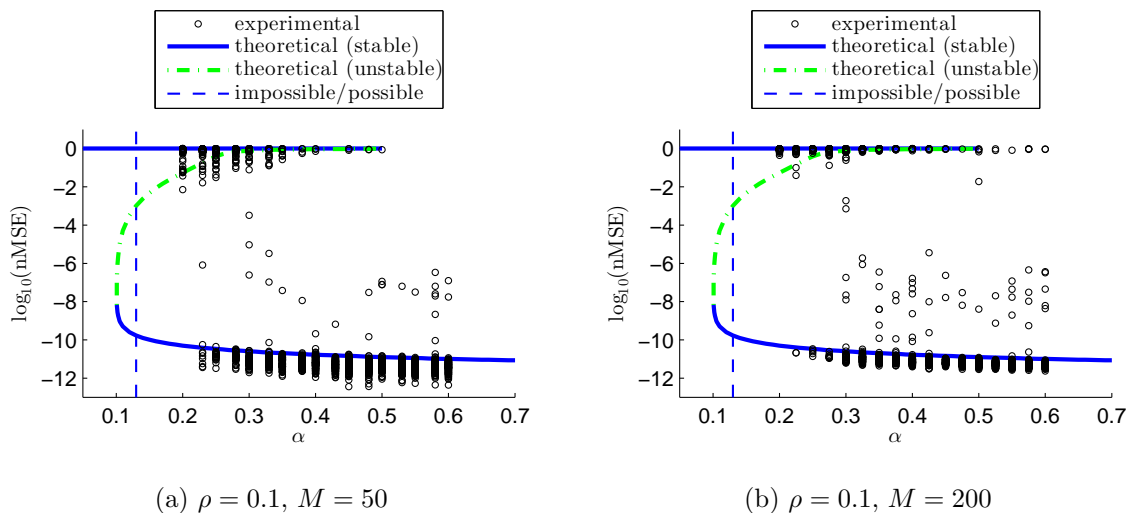 experimental
theoretical (stable)
theoretical (unstable)
impossible/possible
0
−2
−4
−6
−8
−10
−12
log10(nMSE)
0.1 0.2 0.3 0.4 0.5 0.6 0.7
α
(a) ρ = 0.1, M = 50
experimental
theoretical (stable)
theoretical (unstable)
impossible/possible
0
−2
−4
−6
−8
−10
−12
log10(nMSE)
0.1 0.2 0.3 0.4 0.5 0.6 0.7
α
(b) ρ = 0.1, M = 200